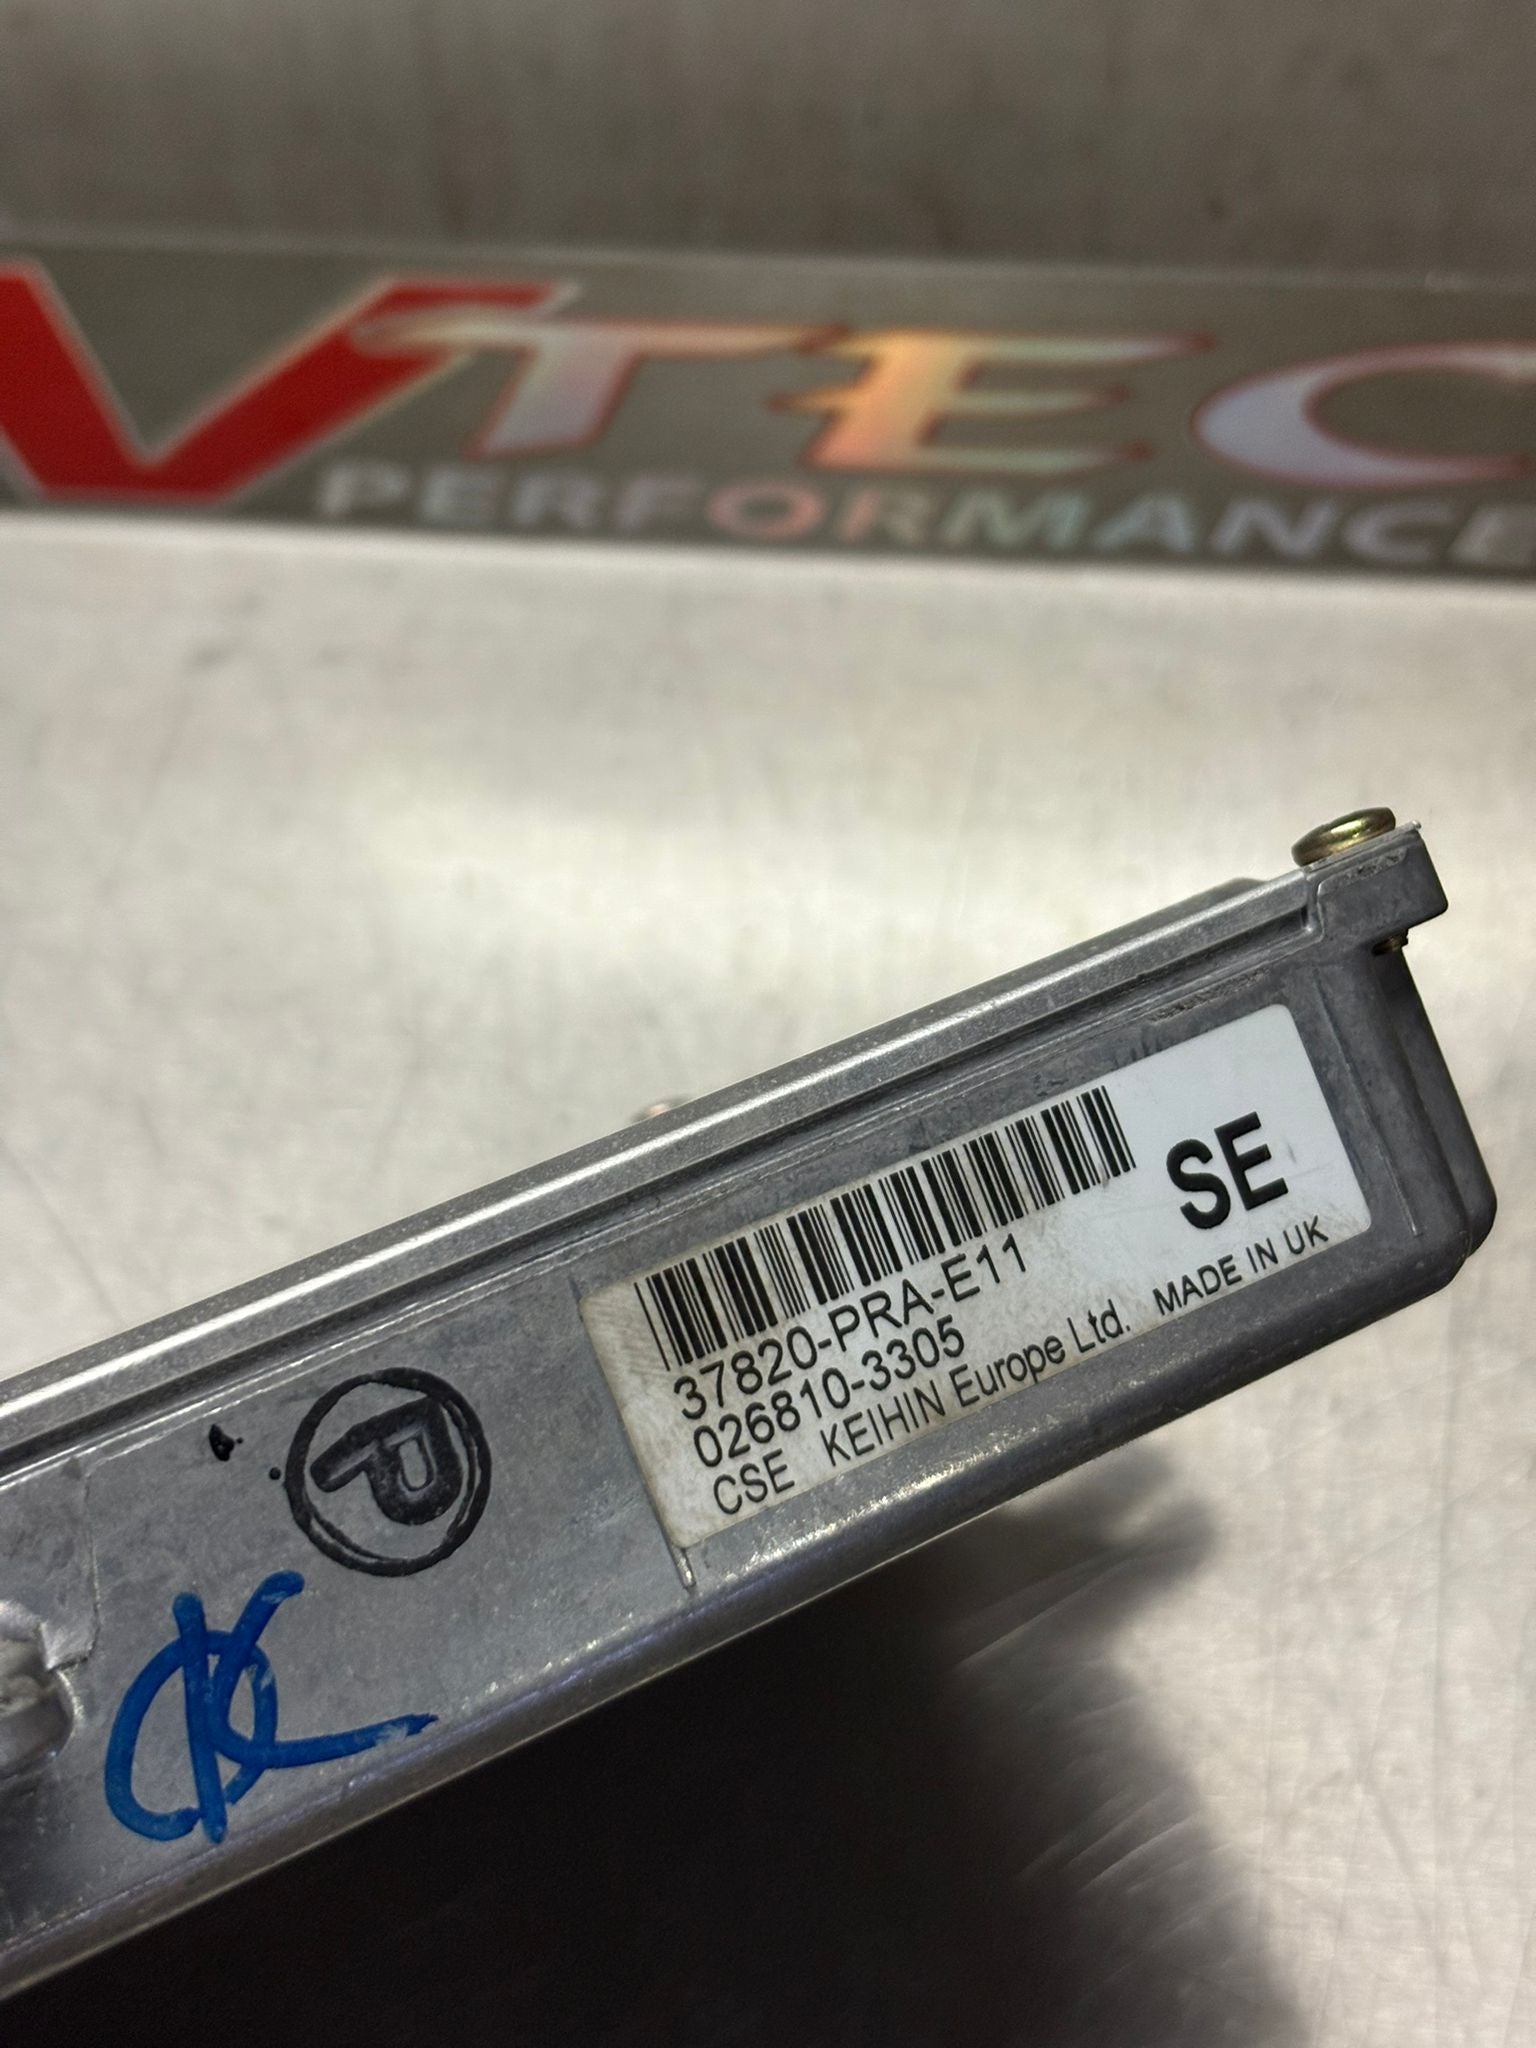 VTEC
PERFORMANCE
SE
37820-PRA-E11
026810-3305
CSE KEIHIN Europe Ltd. MADE IN UK
P